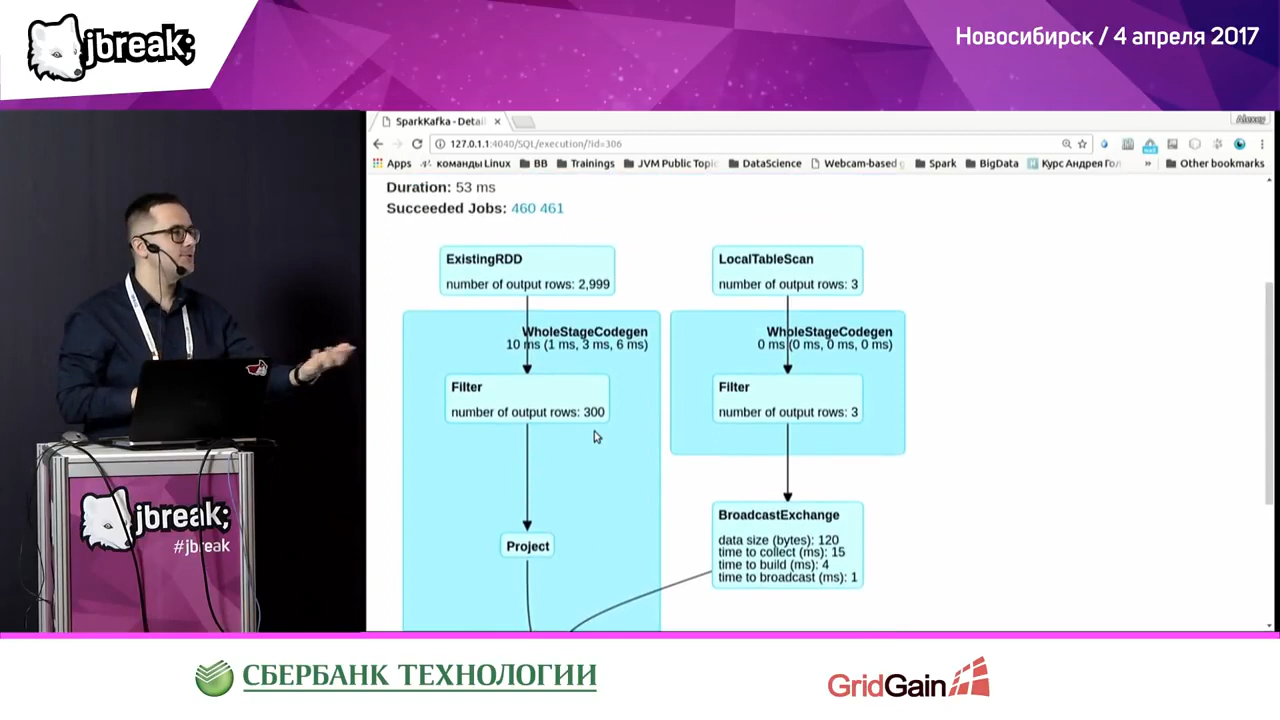 jbreak;
Новосибирск / 4 апреля 2017
SparkKafka - Detail
Alexey
127.0.1.1:4040/SQL/execution/?id=306
Apps
команды Linux
BB
Trainings
JVM Public Topic
DataScience
Webcam-based g
Spark
BigData
Курс Андрея Гол
»
Other bookmarks
Duration: 53 ms
Succeeded Jobs: 460 461
ExistingRDD
number of output rows: 2,999
LocalTableScan
number of output rows: 3
WholeStageCodegen
10 ms (1 ms, 3 ms, 6 ms)
WholeStageCodegen
0 ms (0 ms, 0 ms, 0 ms)
Filter
number of output rows: 300
Filter
number of output rows: 3
Project
BroadcastExchange
data size (bytes): 120
time to collect (ms): 15
time to build (ms): 4
time to broadcast (ms): 1
jbreak;
#jbreak
СБЕРБАНК ТЕХНОЛОГИИ
GridGain